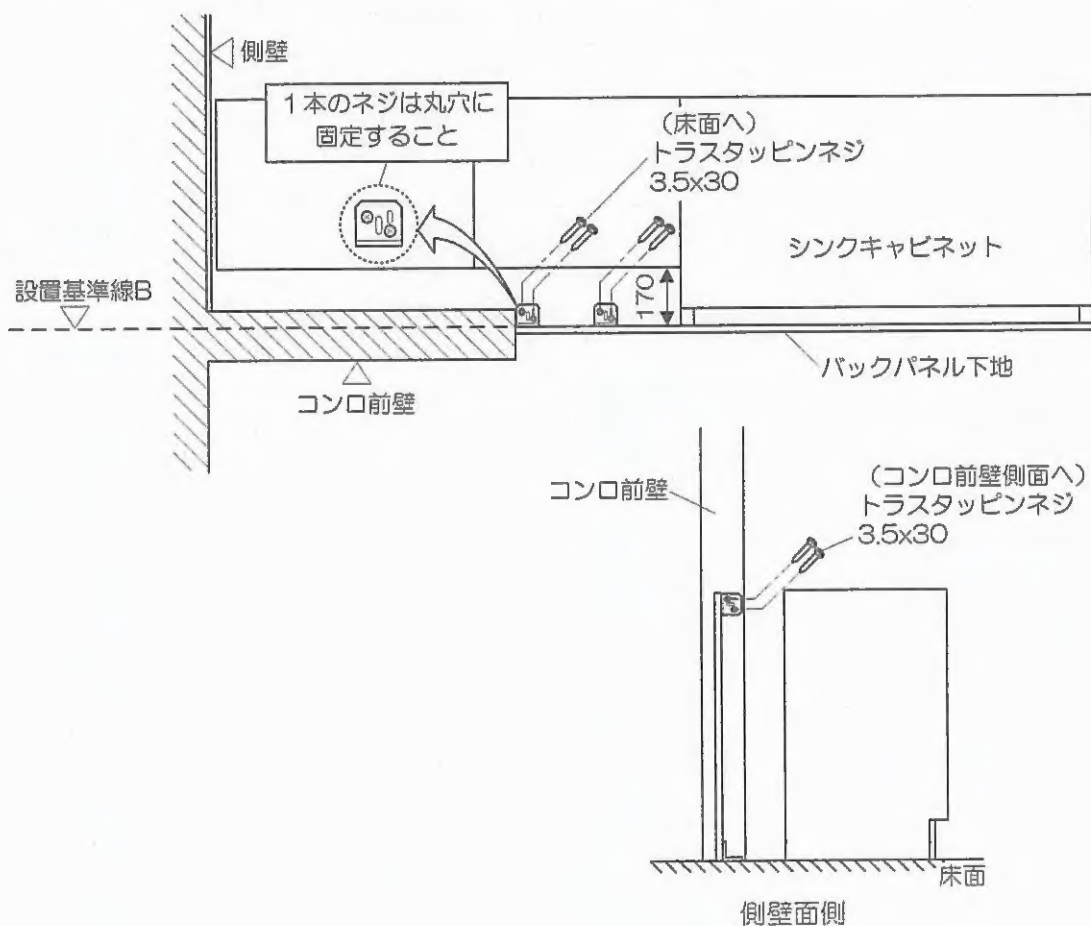 側壁
1本のネジは丸穴に
固定すること
(床面へ)
トラスタッピンネジ
3.5x30
シンクキャビネット
設置基準線B
170
バックパネル下地
コンロ前壁
コンロ前壁
(コンロ前壁側面へ)
トラスタッピンネジ
3.5x30
床面
側壁面側